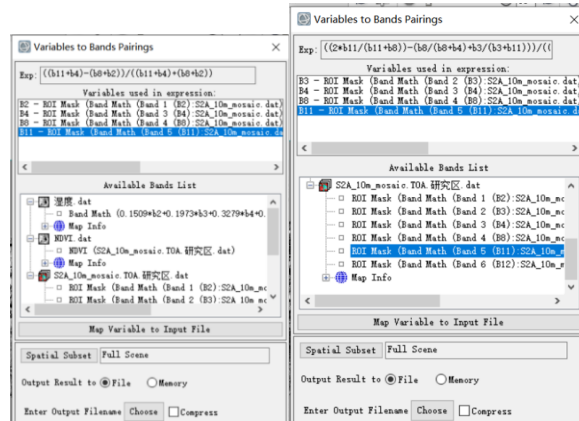 Variables to Bands Pairings
Exp: ((b11+b4)-(b8+b2))/((b11+b4)+(b8+b2))
Variables used in expression:
B2 - ROI Mask (Band Math (Band 1 (B2):S2A_10m_mosaic.dat)
B4 - ROI Mask (Band Math (Band 3 (B4):S2A_10m_mosaic.dat)
B8 - ROI Mask (Band Math (Band 4 (B8):S2A_10m_mosaic.dat)
B11 - ROI Mask (Band Math (Band 5 (B11):S2A_10m_mosaic.da
Available Bands List
湿度.dat
Band Math (0.1509*b2+0.1973*b3+0.3279*b4+0.
Map Info
NDVI.dat
NDVI (S2A_10m_mosaic.TOA.研究区.dat)
Map Info
S2A_10m_mosaic.TOA.研究区.dat
ROI Mask (Band Math (Band 1 (B2):S2A_10m_mo
ROI Mask (Band Math (Band 2 (B3):S2A_10m_mo
Map Variable to Input File
Spatial Subset Full Scene
Output Result to File Memory
Enter Output Filename Choose Compress
Variables to Bands Pairings
Exp: ((2*b11/(b11+b8))-(b8/(b8+b4)+b3/(b3+b11)))/((
Variables used in expression:
B3 - ROI Mask (Band Math (Band 2 (B3):S2A_10m_mosaic.dat)
B4 - ROI Mask (Band Math (Band 3 (B4):S2A_10m_mosaic.dat)
B8 - ROI Mask (Band Math (Band 4 (B8):S2A_10m_mosaic.dat)
B11 - ROI Mask (Band Math (Band 5 (B11):S2A_10m_mosaic.d
Available Bands List
S2A_10m_mosaic.TOA.研究区.dat
ROI Mask (Band Math (Band 1 (B2):S2A_10m_mo
ROI Mask (Band Math (Band 2 (B3):S2A_10m_mo
ROI Mask (Band Math (Band 3 (B4):S2A_10m_mo
ROI Mask (Band Math (Band 4 (B8):S2A_10m_mo
ROI Mask (Band Math (Band 5 (B11):S2A_10m_m
ROI Mask (Band Math (Band 6 (B12):S2A_10m_m
Map Info
Map Variable to Input File
Spatial Subset Full Scene
Output Result to File Memory
Enter Output Filename Choose Compress